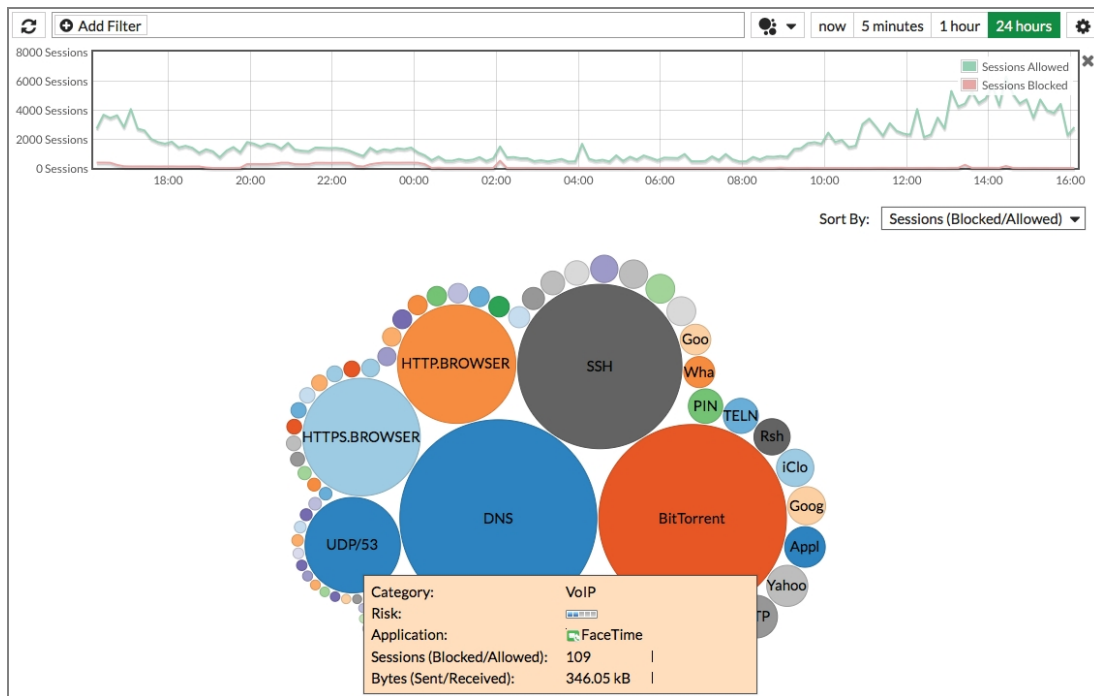 Add Filter
now 5 minutes 1 hour 24 hours
8000 Sessions
6000 Sessions
4000 Sessions
2000 Sessions
0 Sessions
Sessions Allowed
Sessions Blocked
18:00 20:00 22:00 00:00 02:00 04:00 06:00 08:00 10:00 12:00 14:00 16:00
Sort By: Sessions (Blocked/Allowed)
HTTP.BROWSER
SSH
Goo
Wha
PIN
TELN
Rsh
HTTPS.BROWSER
iClo
Goog
DNS
BitTorrent
UDP/53
Appl
Yahoo
TP
Category: VoIP
Risk:
Application: FaceTime
Sessions (Blocked/Allowed): 109
Bytes (Sent/Received): 346.05 kB